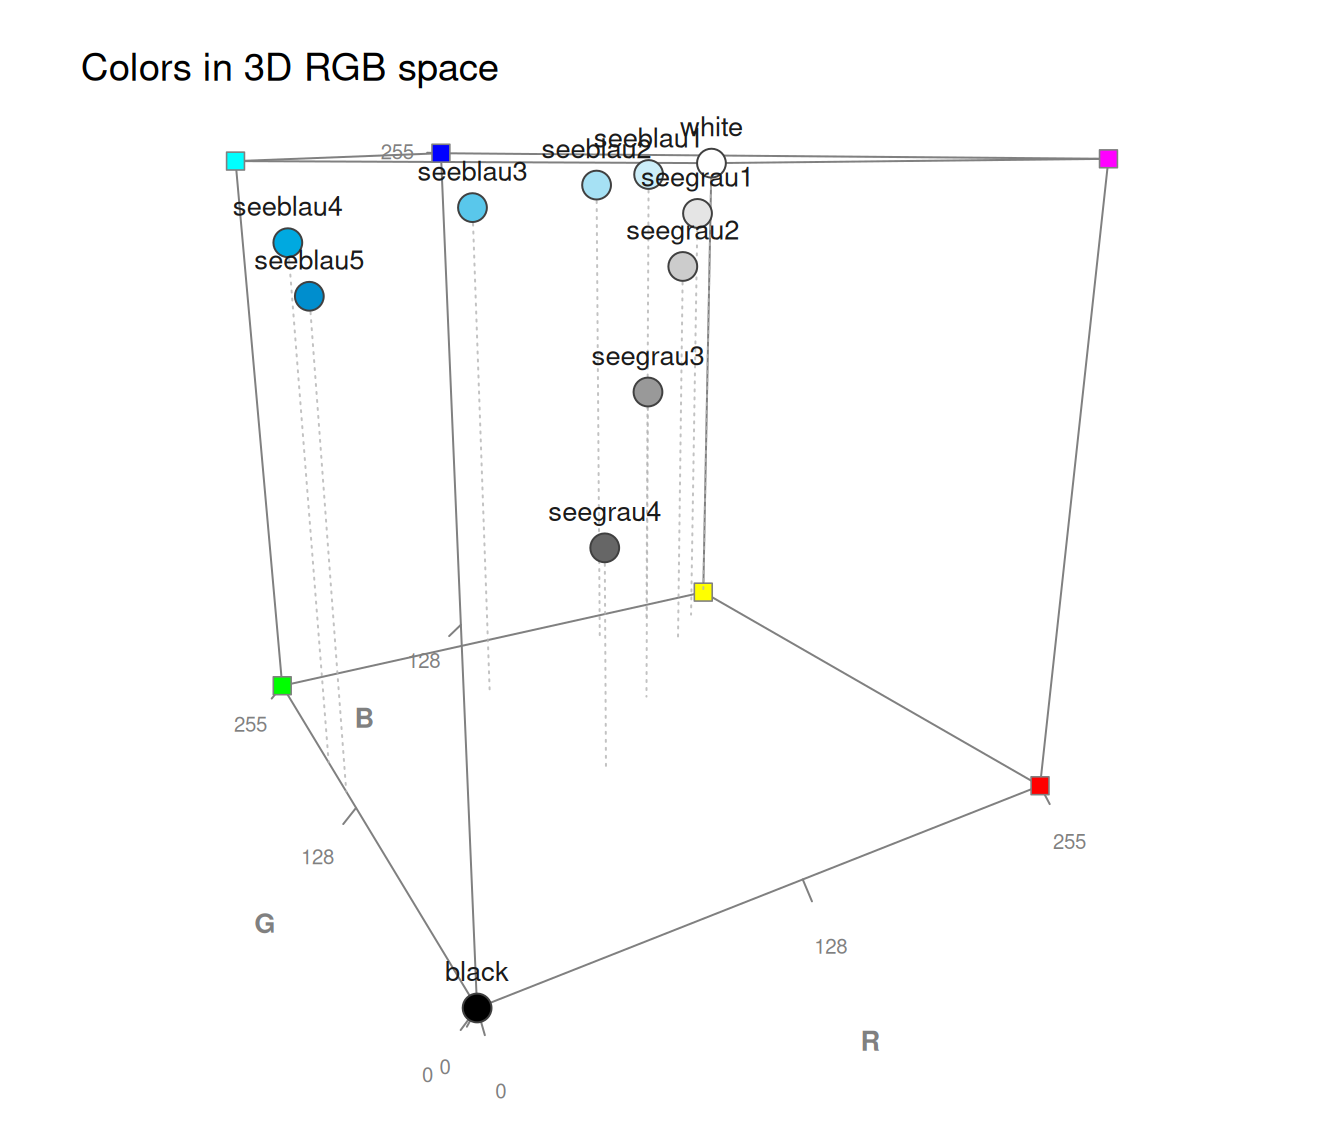 Colors in 3D RGB space
white
seeblau1
seeblau2
255
seeblau3
seegrau1
seeblau4
seegrau2
seeblau5
seegrau3
seegrau4
128
B
255
255
128
G
128
black
R
0
0
0